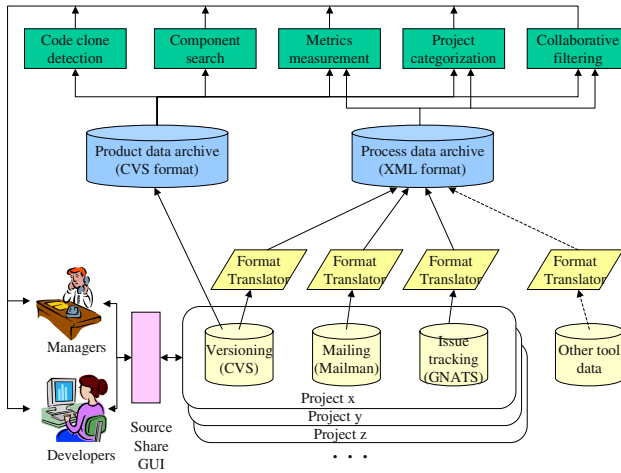 Code clone
detection
Component
search
Metrics
measurement
Project
categorization
Collaborative
filtering
Product data archive
(CVS format)
Process data archive
(XML format)
Format
Translator
Format
Translator
Format
Translator
Format
Translator
Managers
Developers
Source
Share
GUI
Versioning
(CVS)
Mailing
(Mailman)
Issue
tracking
(GNATS)
Other tool
data
Project x
Project y
Project z
. . .